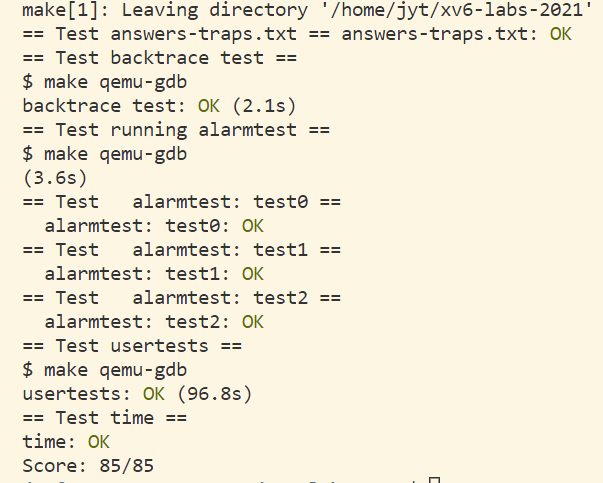 make[1]: Leaving directory '/home/jyt/xv6-labs-2021'
== Test answers-traps.txt == answers-traps.txt: OK
== Test backtrace test ==
$ make qemu-gdb
backtrace test: OK (2.1s)
== Test running alarmtest ==
$ make qemu-gdb
(3.6s)
== Test   alarmtest: test0 ==
  alarmtest: test0: OK
== Test   alarmtest: test1 ==
  alarmtest: test1: OK
== Test   alarmtest: test2 ==
  alarmtest: test2: OK
== Test usertests ==
$ make qemu-gdb
usertests: OK (96.8s)
== Test time ==
time: OK
Score: 85/85